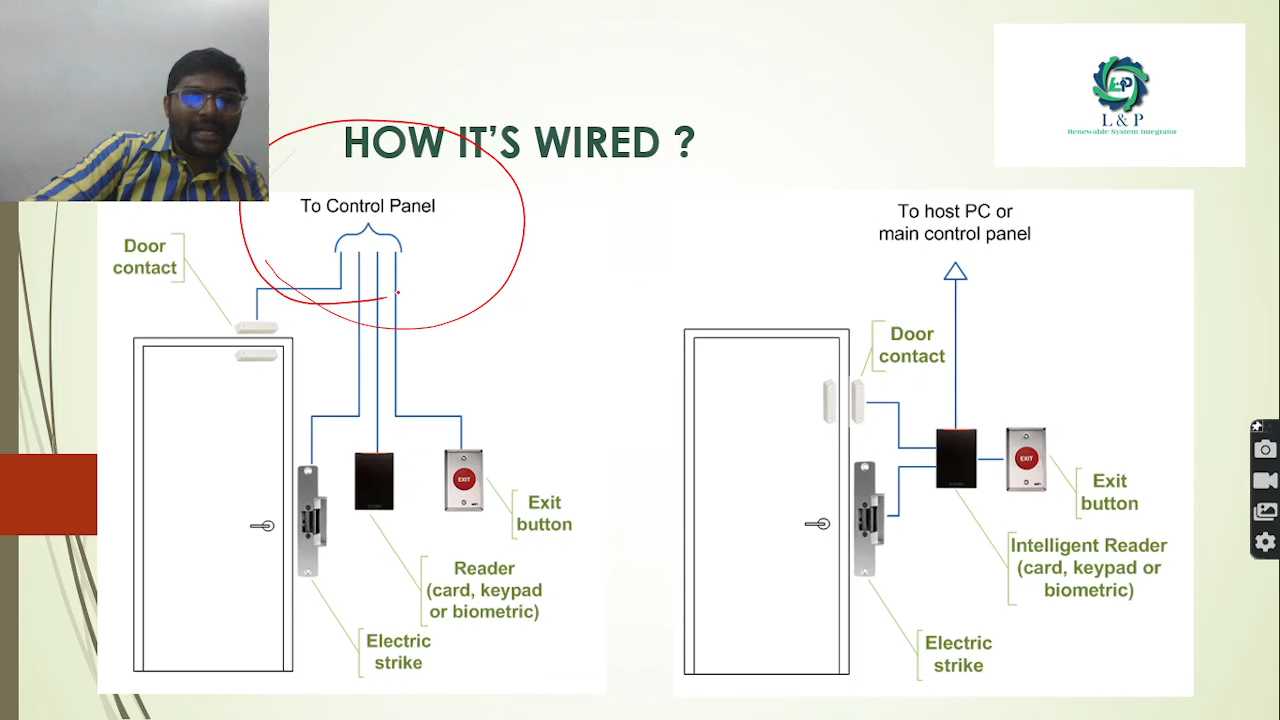 L & P
Renewable System Integrator
HOW IT'S WIRED ?
To Control Panel
Door
contact
EXIT
Exit
button
Reader
(card, keypad
or biometric)
Electric
strike
To host PC or
main control panel
Door
contact
EXIT
Exit
button
Intelligent Reader
(card, keypad or
biometric)
Electric
strike